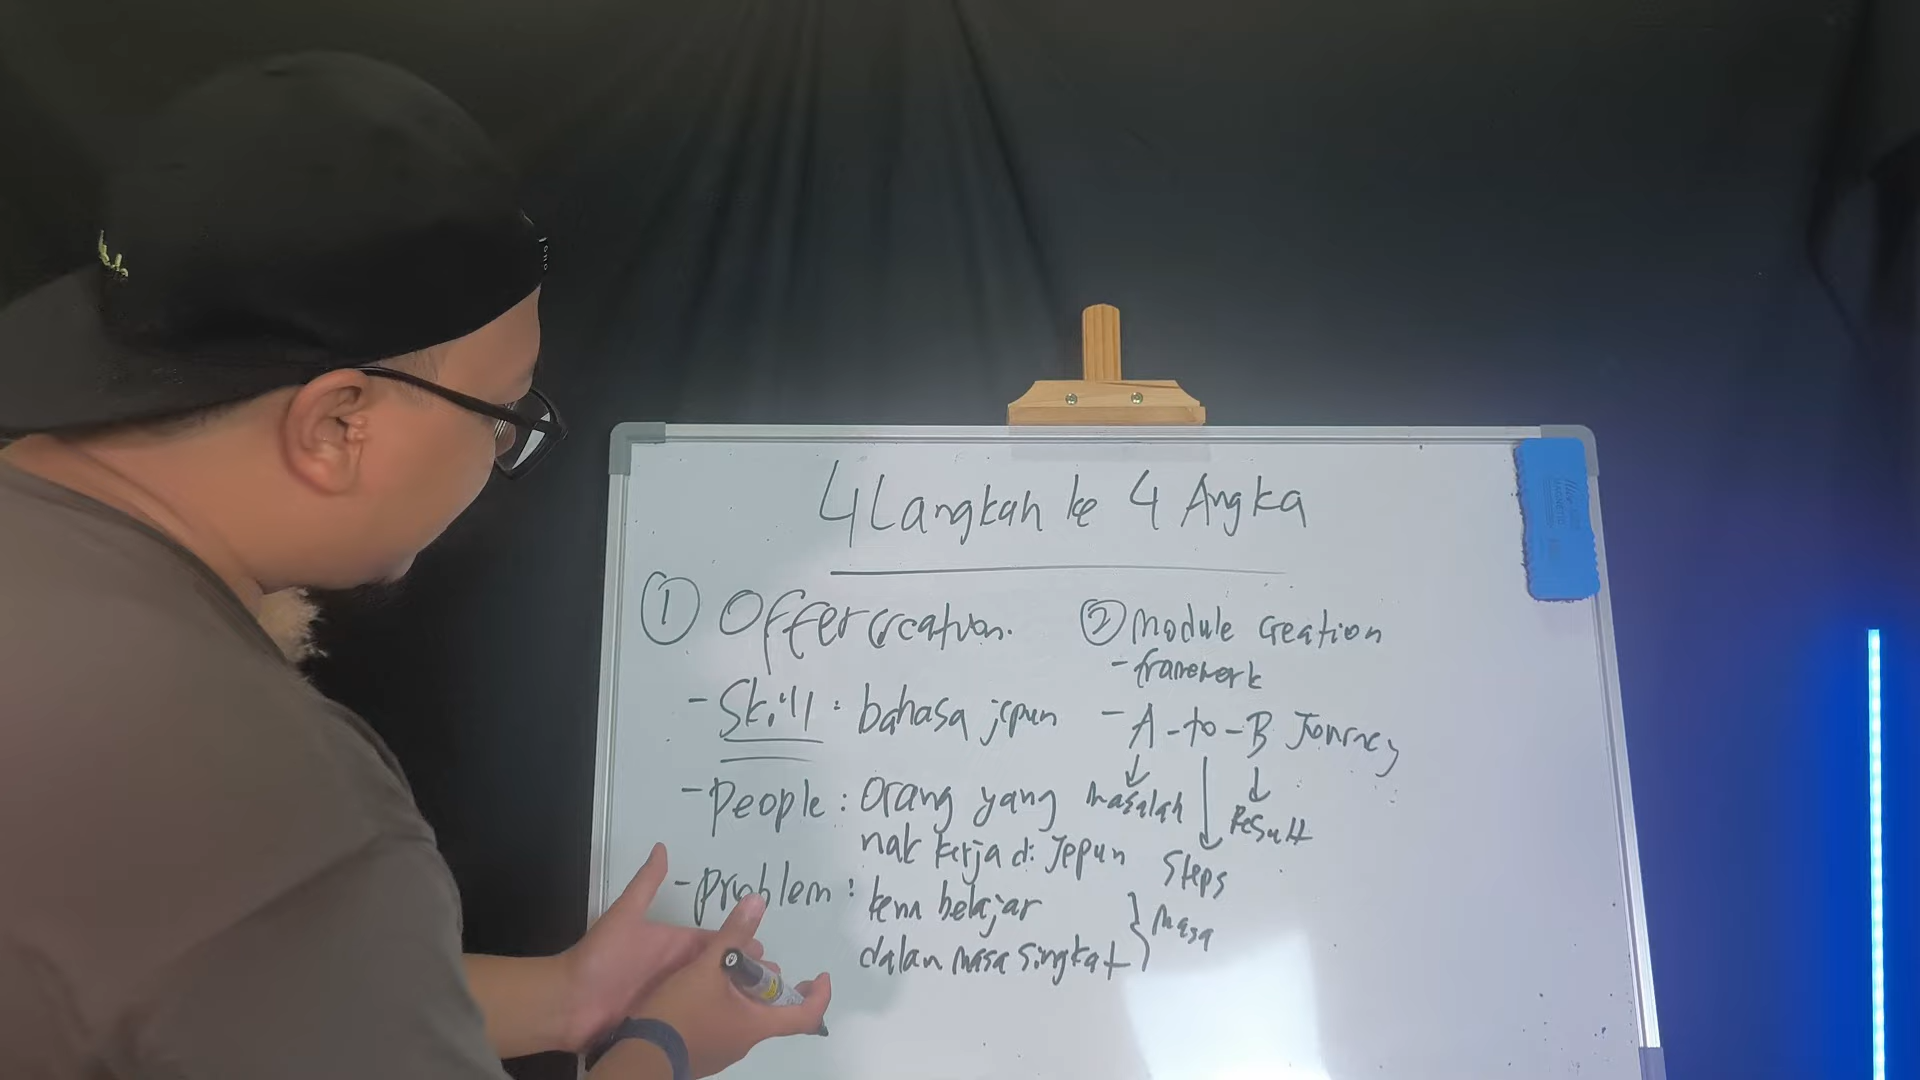 4 Langkah ke 4 Angka
① Offer creation.
- Skill : bahasa jepun
- People : Orang yang
nak kerja di Jepun
- Problem : kena belajar
dalam masa singkat } masa
② Module Creation
- framework
- A - to - B Journey
masalah
Result
Steps